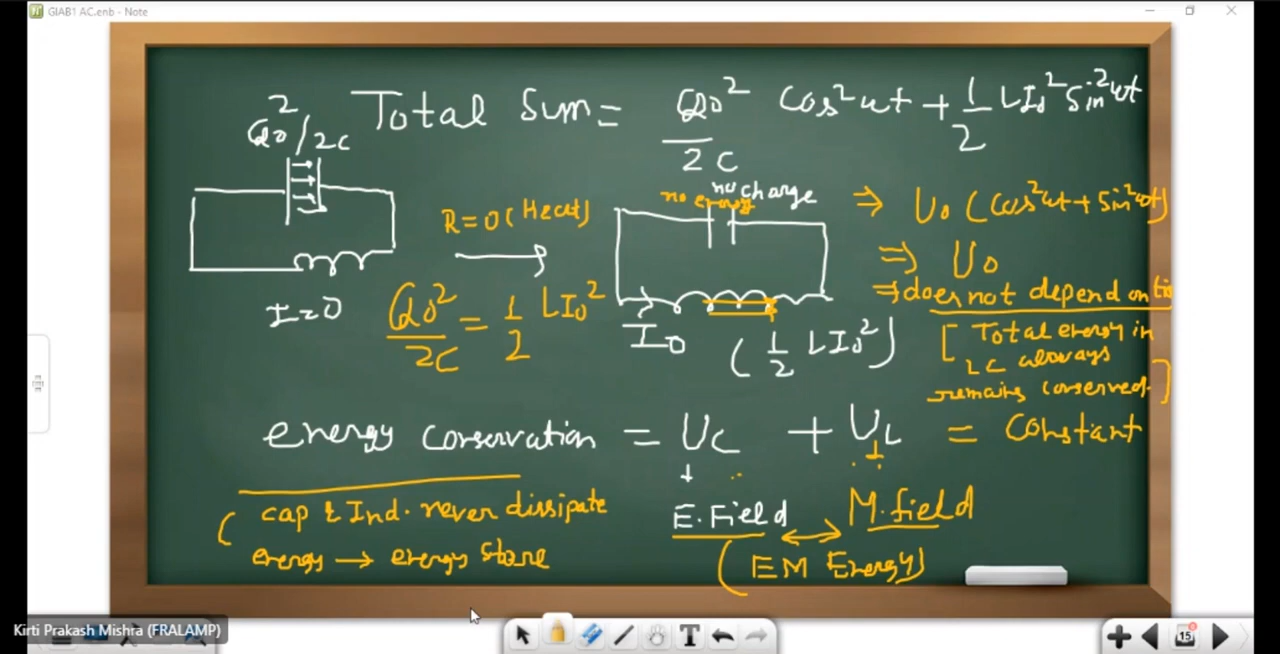 GIAB1 AC.enb - Note
Total Sum = Q0²/2C cos²ωt + 1/2 LI0² Sin²ωt
Q0²/2C
no charge
no energy
R=0 (Heat)
I=0
Q0²/2C = 1/2 LI0²
I0
(1/2 LI0²)
⇒ U0 (cos²ωt + Sin²ωt)
⇒ U0
⇒ does not depend on
[Total energy in
LC always
remains conserved.]
energy conservation = UC + UL = Constant
E. Field ↔ M. field
(EM Energy)
(cap & Ind. never dissipate
energy → energy store
Kirti Prakash Mishra (FRALAMP)
T
15